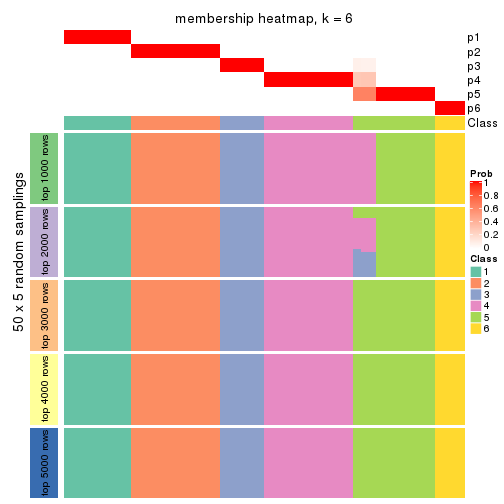 membership heatmap, k = 6
p1
p2
p3
p4
p5
p6
Class
50 x 5 random samplings
top 1000 rows
top 2000 rows
top 3000 rows
top 4000 rows
top 5000 rows
Prob
1
0.8
0.6
0.4
0.2
0
Class
1
2
3
4
5
6